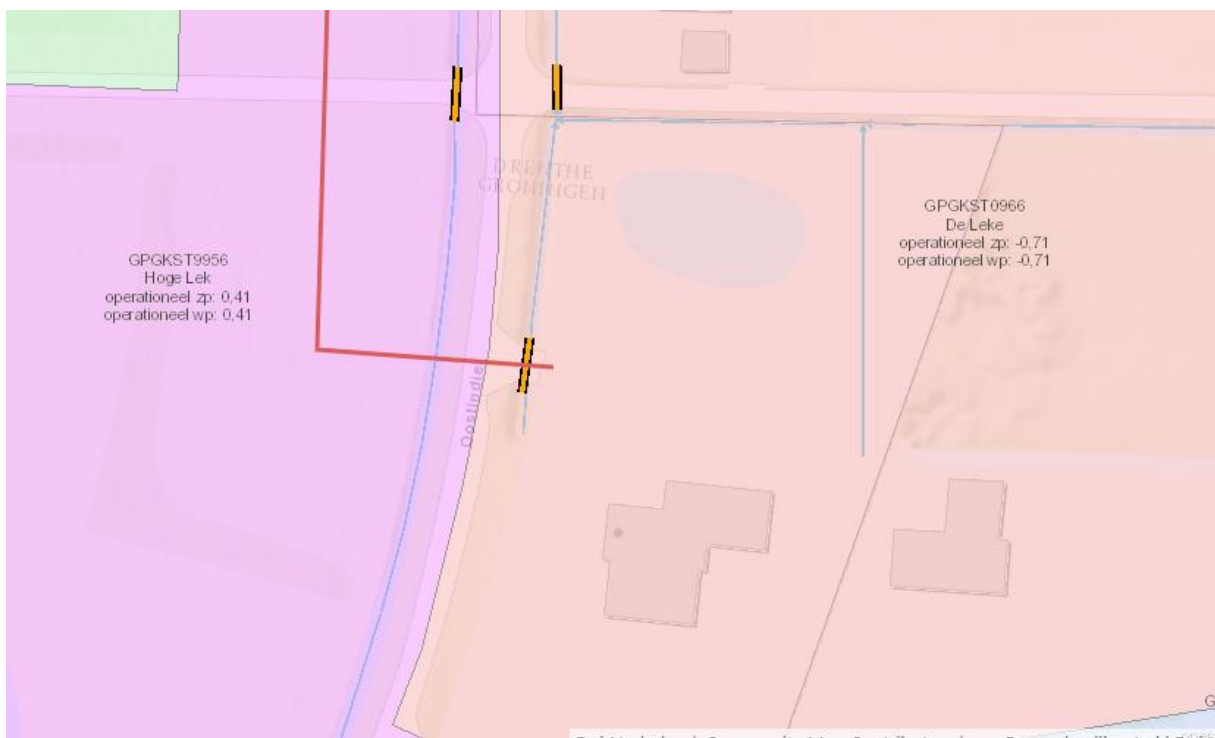 DRENTHE
GRONINGEN
GPGKST0966
De Leke
operationeel zp: -0,71
operationeel wp: -0,71
GPGKST9956
Hoge Lek
operationeel zp: 0,41
operationeel wp: 0,41
Oostindie
G